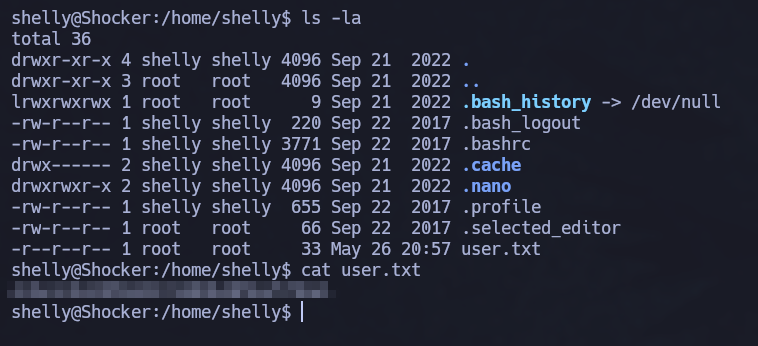 shelly@Shocker:/home/shelly$ ls -la
total 36
drwxr-xr-x 4 shelly shelly 4096 Sep 21  2022 .
drwxr-xr-x 3 root   root   4096 Sep 21  2022 ..
lrwxrwxrwx 1 root   root      9 Sep 21  2022 .bash_history -> /dev/null
-rw-r--r-- 1 shelly shelly  220 Sep 22  2017 .bash_logout
-rw-r--r-- 1 shelly shelly 3771 Sep 22  2017 .bashrc
drwx------ 2 shelly shelly 4096 Sep 21  2022 .cache
drwxrwxr-x 2 shelly shelly 4096 Sep 21  2022 .nano
-rw-r--r-- 1 shelly shelly  655 Sep 22  2017 .profile
-rw-r--r-- 1 root   root     66 Sep 22  2017 .selected_editor
-r--r--r-- 1 root   root     33 May 26 20:57 user.txt
shelly@Shocker:/home/shelly$ cat user.txt
shelly@Shocker:/home/shelly$